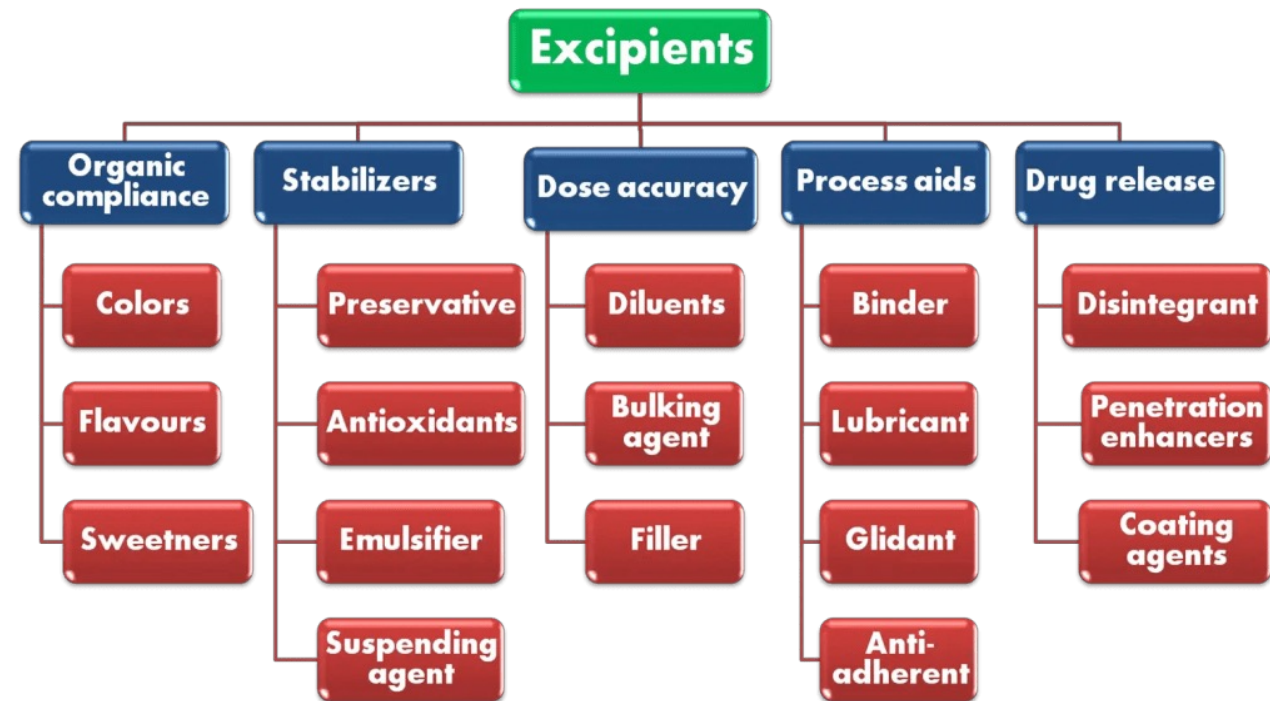 Excipients
Organic
compliance
Stabilizers
Dose accuracy
Process aids
Drug release
Colors
Flavours
Sweetners
Preservative
Antioxidants
Emulsifier
Suspending
agent
Diluents
Bulking
agent
Filler
Binder
Lubricant
Glidant
Anti-
adherent
Disintegrant
Penetration
enhancers
Coating
agents